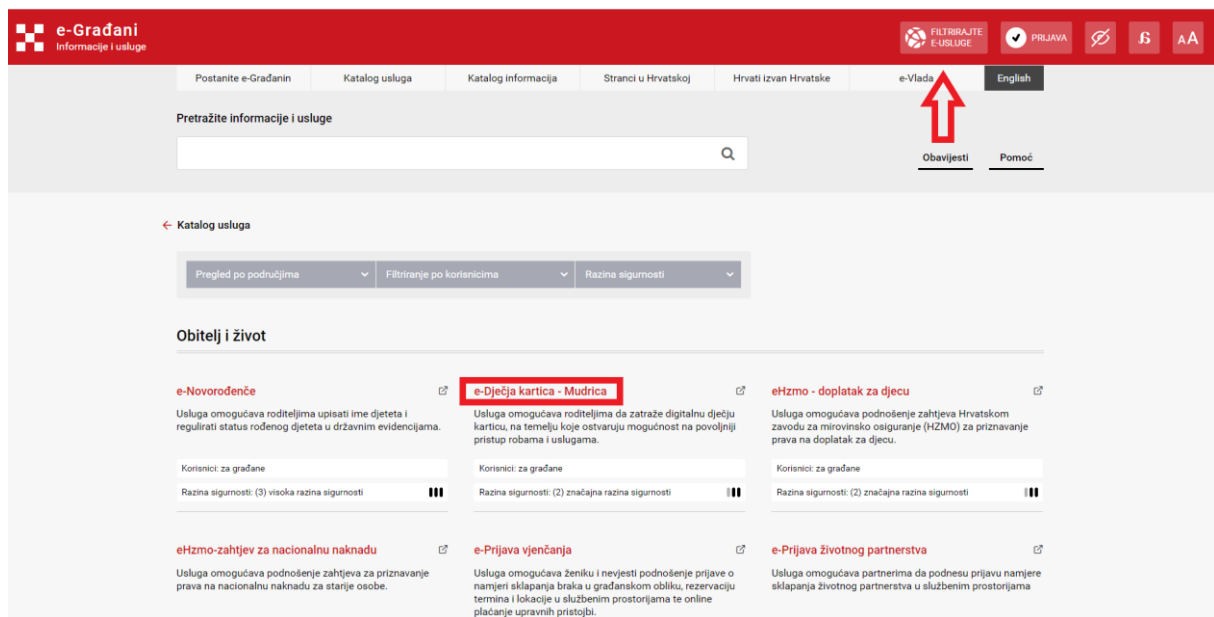 e-Građani
Informacije i usluge
FILTRIRAJTE
E-USLUGE
PRIJAVA
AA
Postanite e-Građanin
Katalog usluga
Katalog informacija
Stranci u Hrvatskoj
Hrvati izvan Hrvatske
e-Vlada
English
Pretražite informacije i usluge
Obavijesti
Pomoć
Katalog usluga
Pregled po područjima
Filtriranje po korisnicima
Razina sigurnosti
Obitelj i život
e-Novorođenče
Usluga omogućava roditeljima upisati ime djeteta i
regulirati status rođenog djeteta u državnim evidencijama.
Korisnici: za građane
Razina sigurnosti: (3) visoka razina sigurnosti
e-Dječja kartica - Mudrica
Usluga omogućava roditeljima da zatraže digitalnu dječju
karticu, na temelju koje ostvaruju mogućnost na povoljniji
pristup robama i uslugama.
Korisnici: za građane
Razina sigurnosti: (2) značajna razina sigurnosti
eHzmo - doplatak za djecu
Usluga omogućava podnošenje zahtjeva Hrvatskom
zavodu za mirovinsko osiguranje (HZMO) za priznavanje
prava na doplatak za djecu.
Korisnici: za građane
Razina sigurnosti: (2) značajna razina sigurnosti
eHzmo-zahtjev za nacionalnu naknadu
Usluga omogućava podnošenje zahtjeva za priznavanje
prava na nacionalnu naknadu za starije osobe.
e-Prijava vjenčanja
Usluga omogućava ženiku i nevjesti podnošenje prijave o
namjeri sklapanja braka u građanskom obliku, rezervaciju
termina i lokacije u službenim prostorijama te online
plaćanje upravnih pristojbi.
e-Prijava životnog partnerstva
Usluga omogućava partnerima da podnesu prijavu namjere
sklapanja životnog partnerstva u službenim prostorijama